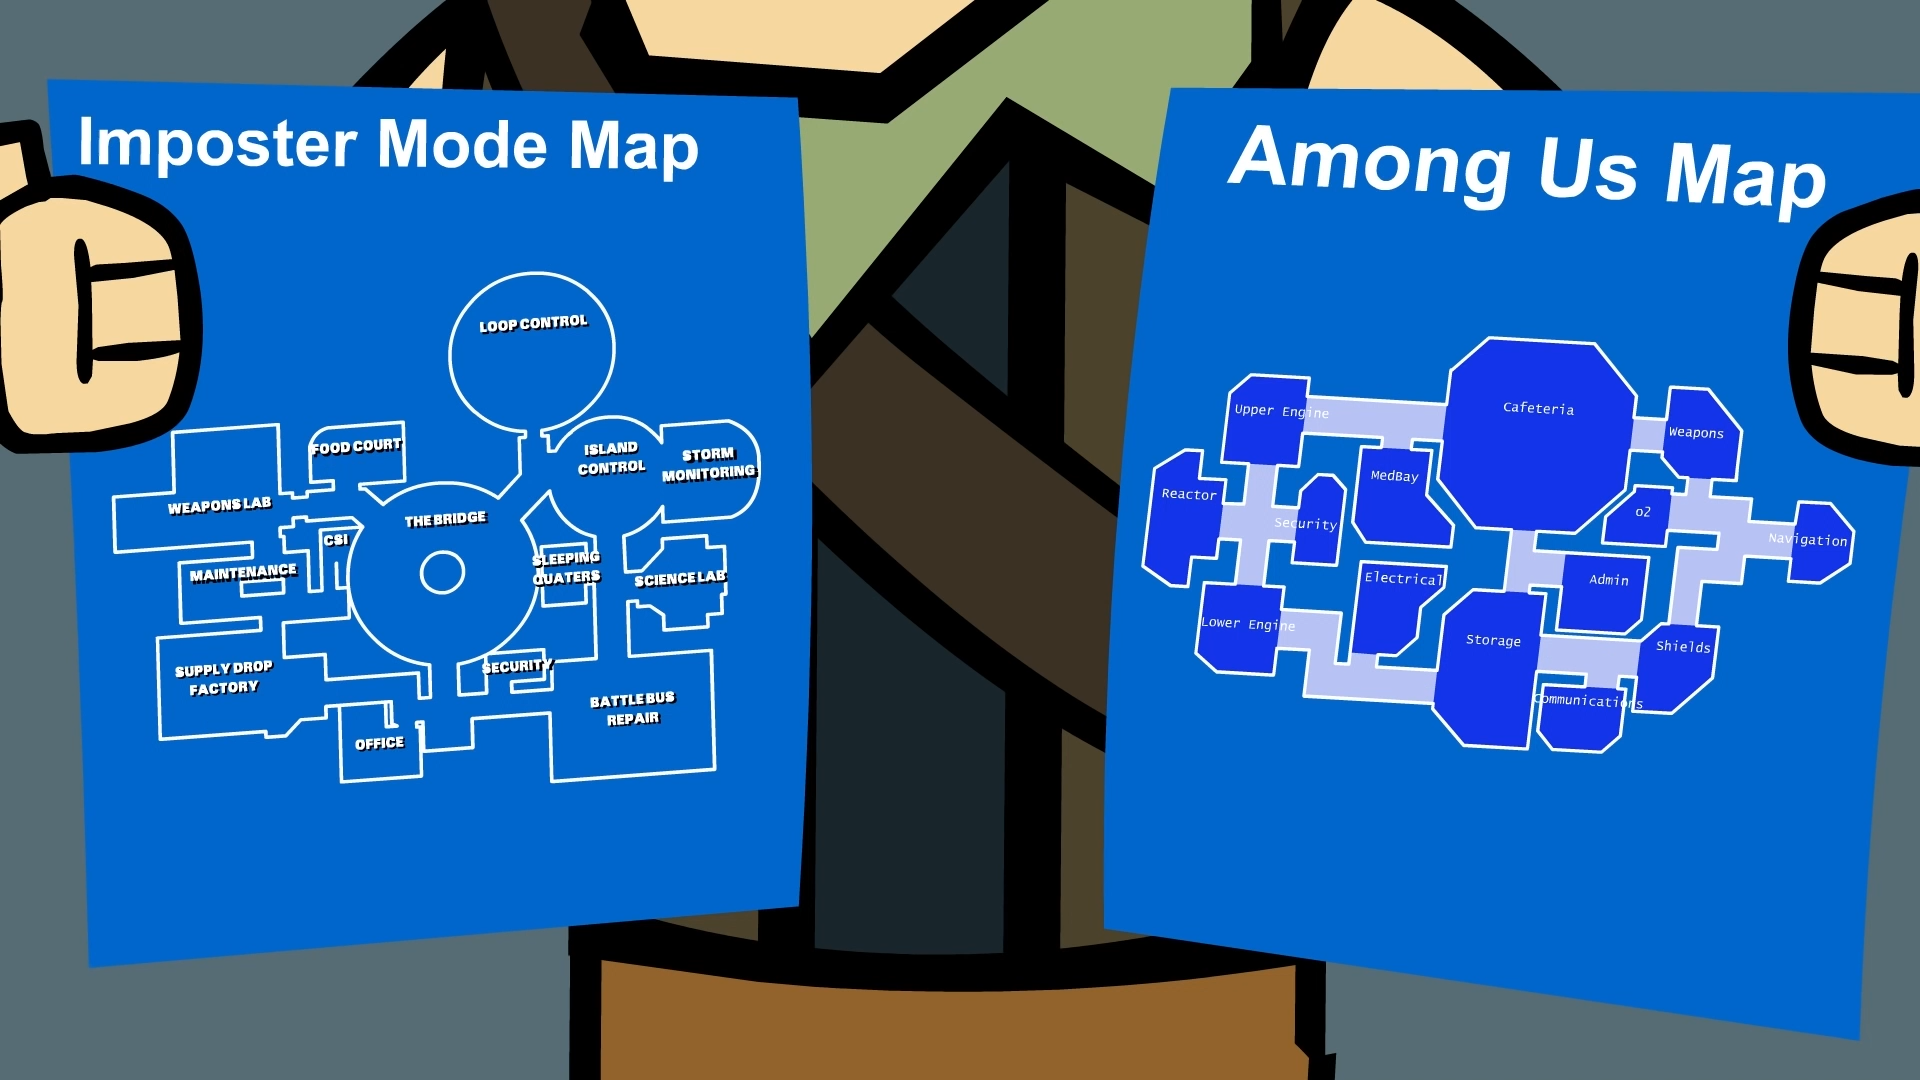 Imposter Mode Map
LOOP CONTROL
FOOD COURT
ISLAND
CONTROL
STORM
MONITORING
WEAPONS LAB
THE BRIDGE
CSI
MAINTENANCE
SLEEPING
QUATERS
SCIENCE LAB
SUPPLY DROP
FACTORY
SECURITY
BATTLE BUS
REPAIR
OFFICE
Among Us Map
Upper Engine
Cafeteria
Weapons
MedBay
Reactor
Security
o2
Navigation
Electrical
Admin
Lower Engine
Storage
Shields
Communications